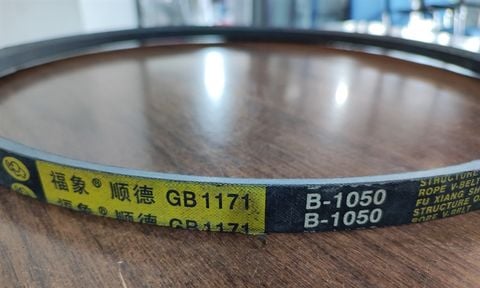 福象® 顺德 GB1171 B-1050 STRUCTURE
ROPE V-BELT
福象® 顺德 GB1171 B-1050 FU XIANG SH
STRUCTURE O
ROPE V-BELT